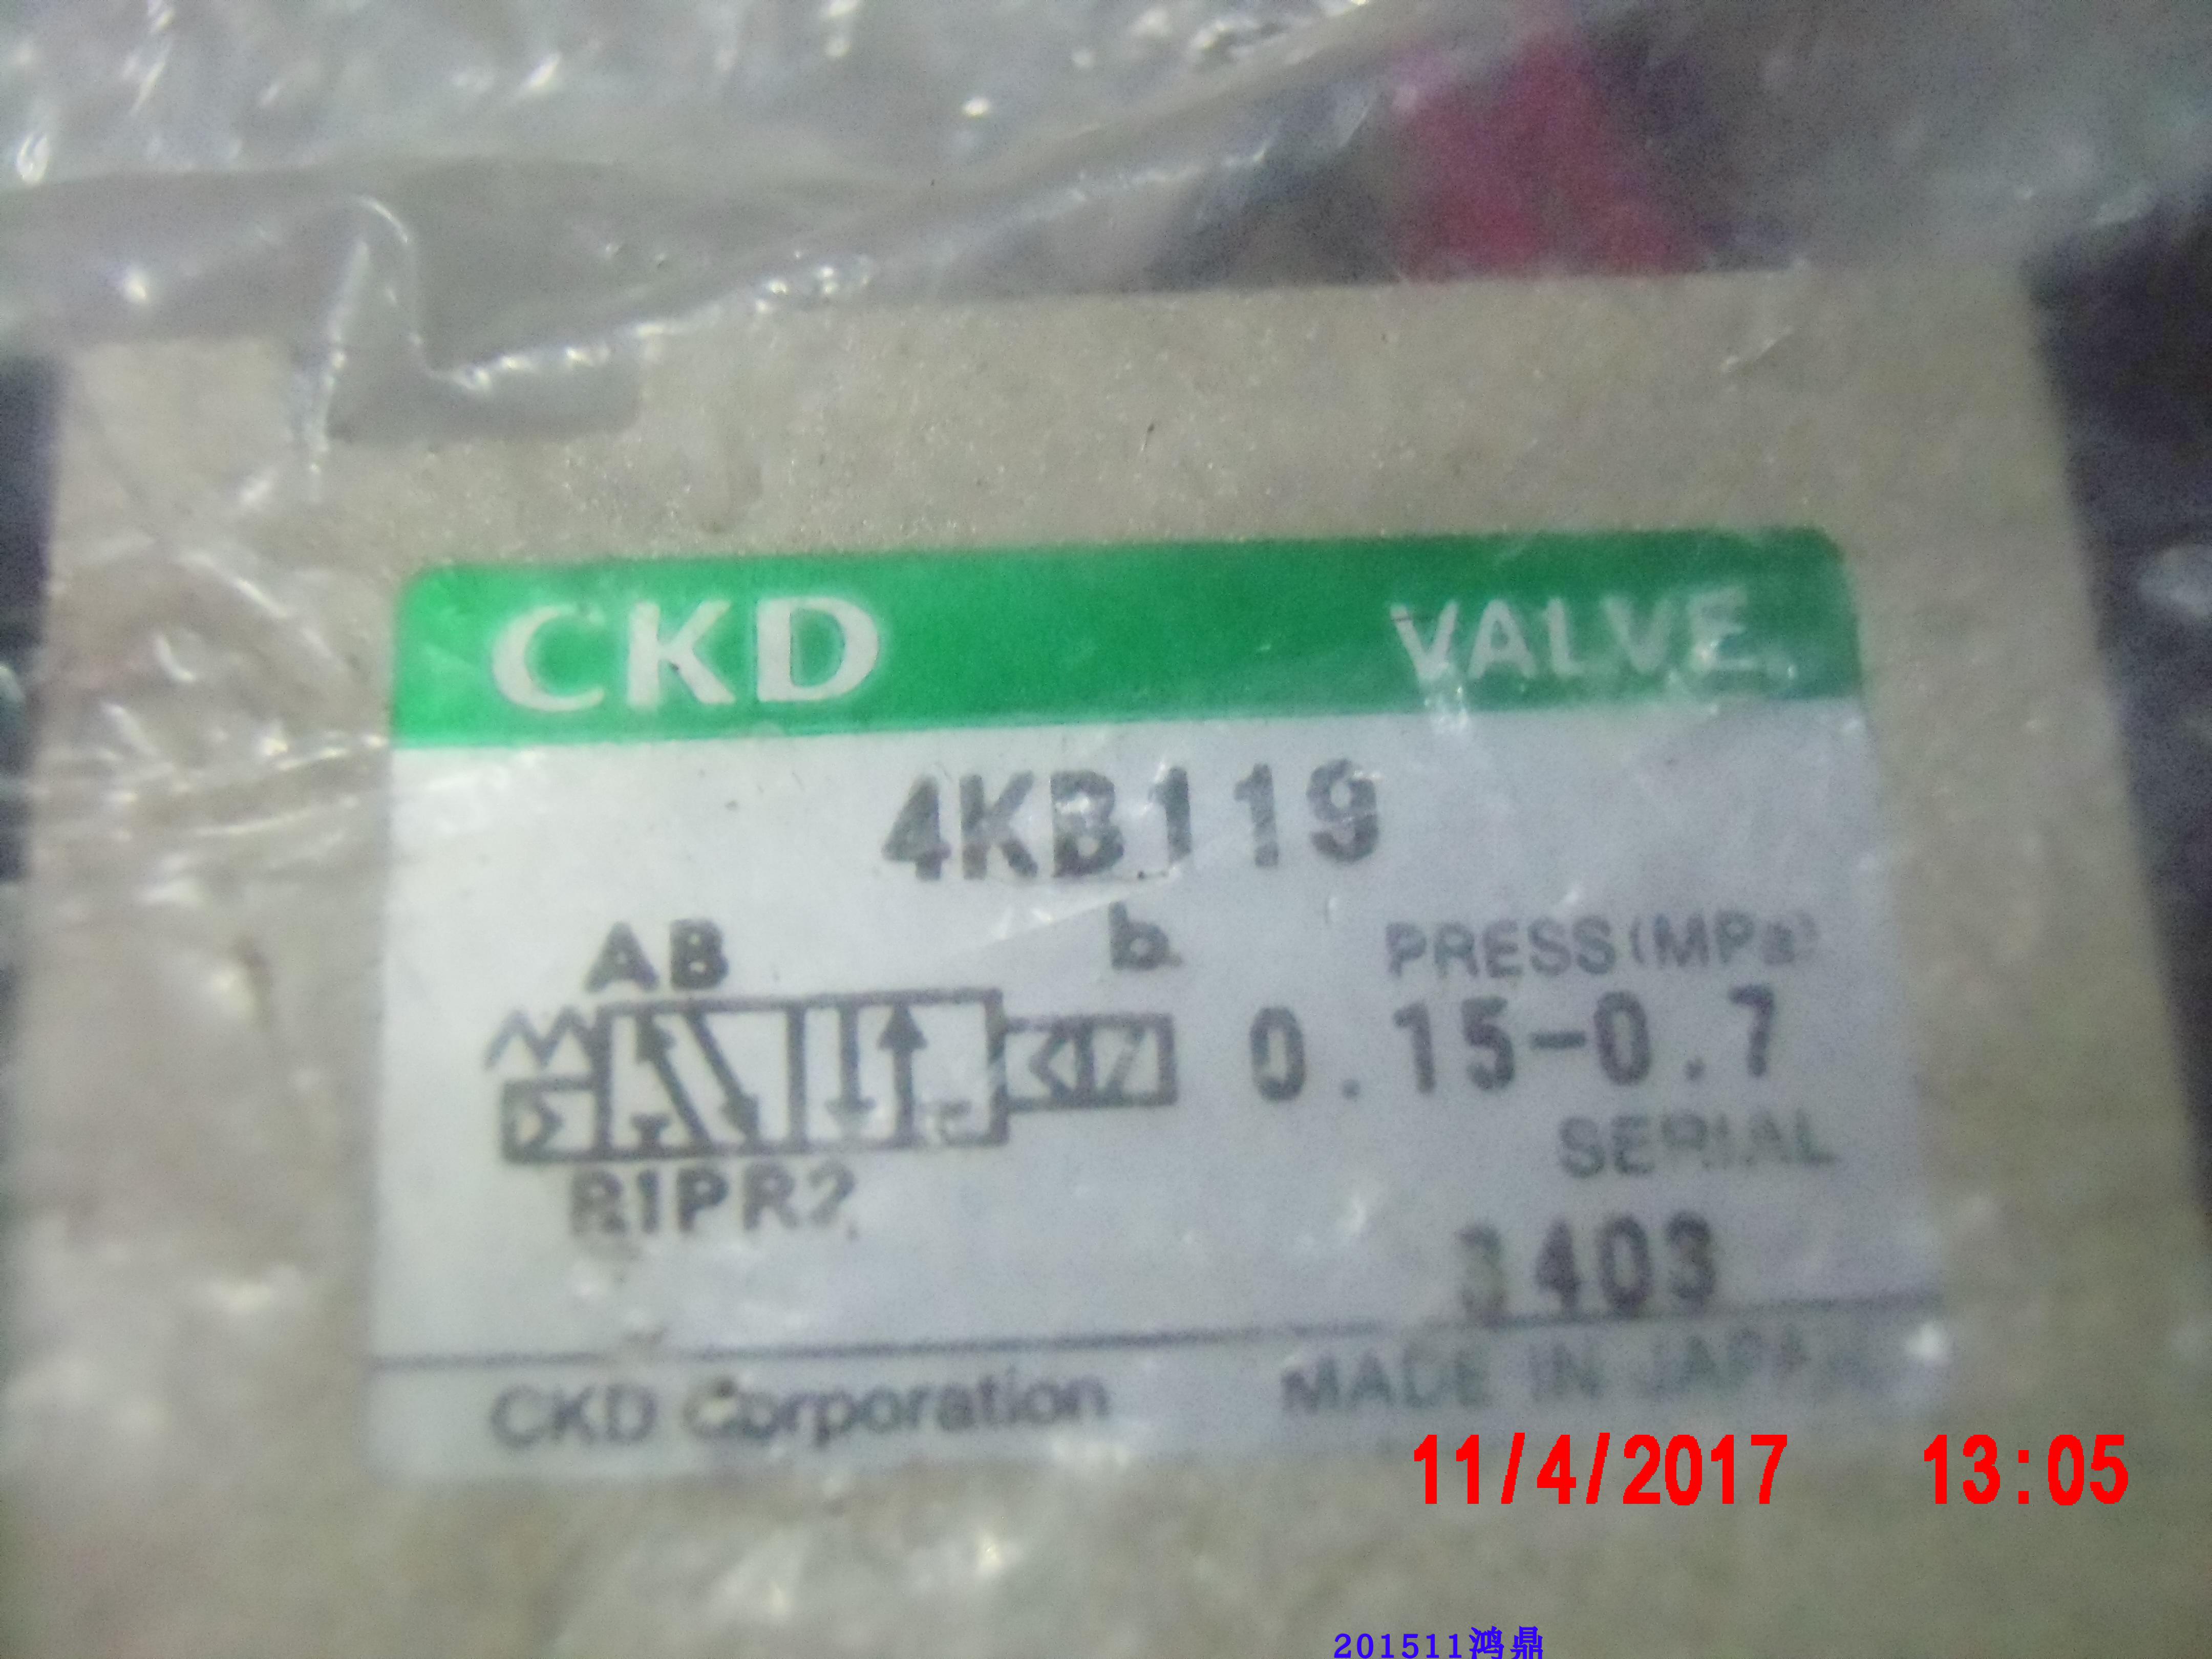 CKD VALVE
4KB119
AB b PRESS(MPa)
0.15-0.7
SERIAL
R1PR2
3403
CKD Corporation MADE IN JAPAN
11/4/2017 13:05
201511鸿鼎